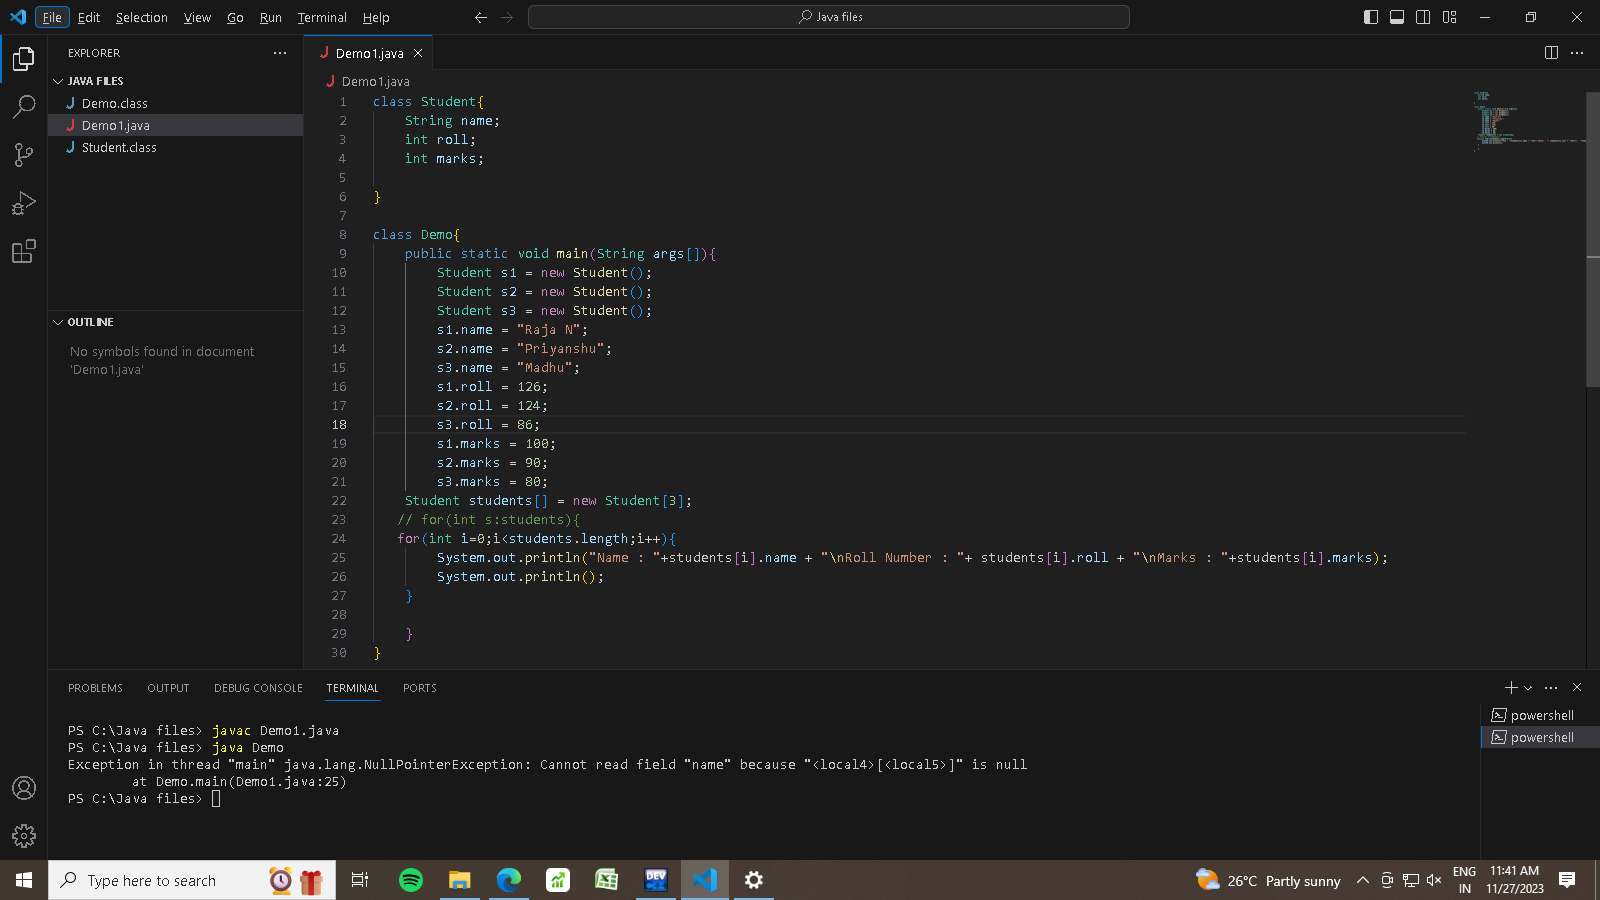 File Edit Selection View Go Run Terminal Help
Java files
EXPLORER
JAVA FILES
Demo.class
Demo1.java
Student.class
OUTLINE
No symbols found in document
'Demo1.java'
Demo1.java
Demo1.java
1 class Student{
2     String name;
3     int roll;
4     int marks;
5
6 }
7
8 class Demo{
9     public static void main(String args[]){
10         Student s1 = new Student();
11         Student s2 = new Student();
12         Student s3 = new Student();
13         s1.name = "Raja N";
14         s2.name = "Priyanshu";
15         s3.name = "Madhu";
16         s1.roll = 126;
17         s2.roll = 124;
18         s3.roll = 86;
19         s1.marks = 100;
20         s2.marks = 90;
21         s3.marks = 80;
22     Student students[] = new Student[3];
23    // for(int s:students){
24    for(int i=0;i<students.length;i++){
25         System.out.println("Name : "+students[i].name + "\nRoll Number : "+ students[i].roll + "\nMarks : "+students[i].marks);
26         System.out.println();
27     }
28
29     }
30 }
PROBLEMS OUTPUT DEBUG CONSOLE TERMINAL PORTS
PS C:\Java files> javac Demo1.java
PS C:\Java files> java Demo
Exception in thread "main" java.lang.NullPointerException: Cannot read field "name" because "<local4>[<local5>]" is null
        at Demo.main(Demo1.java:25)
PS C:\Java files>
powershell
powershell
Type here to search
DEV
26°C Partly sunny
ENG
IN
11:41 AM
11/27/2023